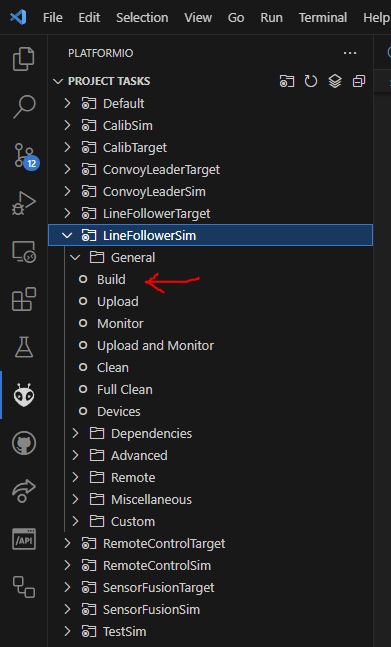 File Edit Selection View Go Run Terminal Help
PLATFORMIO
PROJECT TASKS
Default
CalibSim
CalibTarget
12
ConvoyLeaderTarget
ConvoyLeaderSim
LineFollowerTarget
LineFollowerSim
General
Build
Upload
Monitor
Upload and Monitor
Clean
Full Clean
Devices
Dependencies
Advanced
Remote
Miscellaneous
/API
Custom
RemoteControlTarget
RemoteControlSim
SensorFusionTarget
SensorFusionSim
TestSim